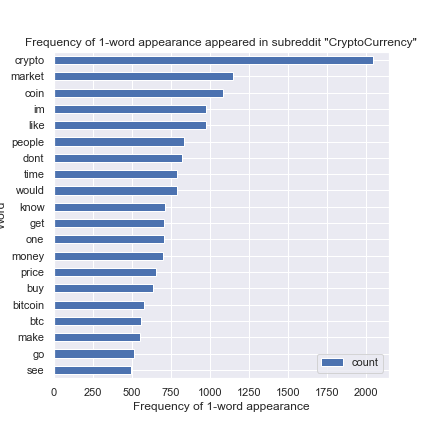 Frequency of 1-word appearance appeared in subreddit "CryptoCurrency"
crypto
market
coin
im
like
people
dont
time
would
know
get
one
money
price
buy
bitcoin
btc
make
go
see
0 250 500 750 1000 1250 1500 1750 2000
Frequency of 1-word appearance
count